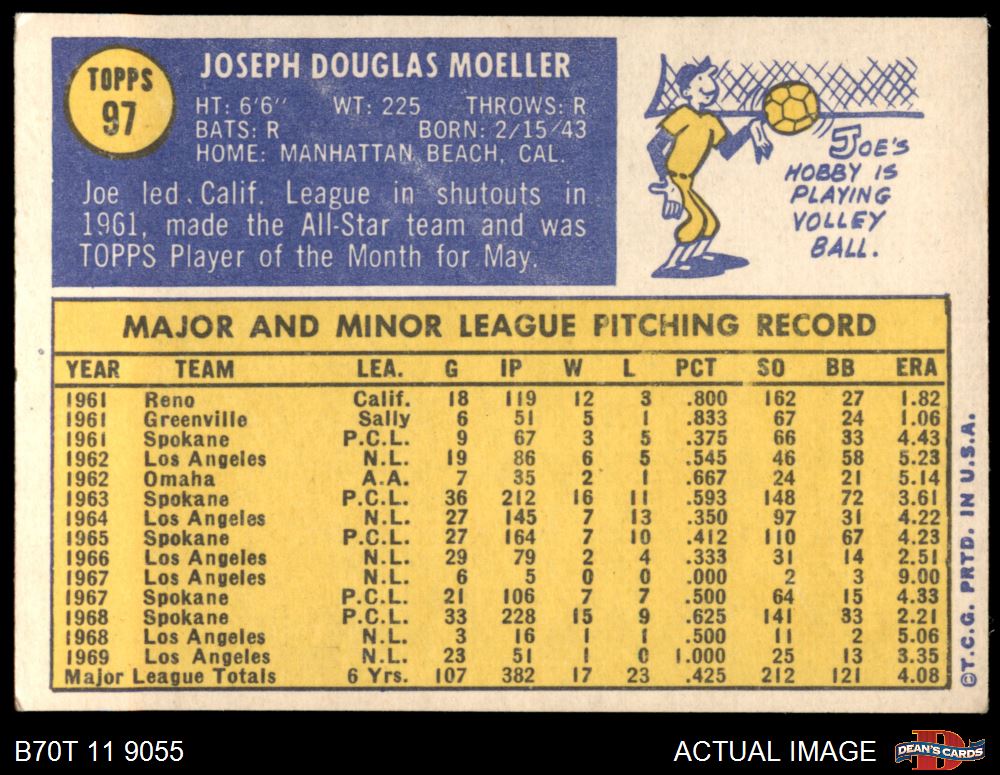 TOPPS
97
JOSEPH DOUGLAS MOELLER
HT: 6'6" WT: 225 THROWS: R
BATS: R BORN: 2/15/43
HOME: MANHATTAN BEACH, CAL.
Joe led Calif. League in shutouts in
1961, made the All-Star team and was
TOPPS Player of the Month for May.
JOE'S
HOBBY IS
PLAYING
VOLLEY
BALL.
MAJOR AND MINOR LEAGUE PITCHING RECORD
YEAR TEAM LEA. G IP W L PCT SO BB ERA
1961 Reno Calif. 18 119 12 3 .800 162 27 1.82
1961 Greenville Sally 6 51 5 1 .833 67 24 1.06
1961 Spokane P.C.L. 9 67 3 5 .375 66 33 4.43
1962 Los Angeles N.L. 19 86 6 5 .545 46 58 5.23
1962 Omaha A.A. 7 35 2 1 .667 24 21 5.14
1963 Spokane P.C.L. 36 212 16 11 .593 148 72 3.61
1964 Los Angeles N.L. 27 145 7 13 .350 97 31 4.22
1965 Spokane P.C.L. 27 164 7 10 .412 110 67 4.23
1966 Los Angeles N.L. 29 79 2 4 .333 31 14 2.51
1967 Los Angeles N.L. 6 5 0 0 .000 2 3 9.00
1967 Spokane P.C.L. 21 106 7 7 .500 64 15 4.33
1968 Spokane P.C.L. 33 228 15 9 .625 141 33 2.21
1968 Los Angeles N.L. 3 16 1 1 .500 11 2 5.06
1969 Los Angeles N.L. 23 51 1 0 1.000 25 13 3.35
Major League Totals 6 Yrs. 107 382 17 23 .425 212 121 4.08
©T.C.G. PRTD. IN U.S.A.
B70T 11 9055
ACTUAL IMAGE
D
DEAN'S CARDS